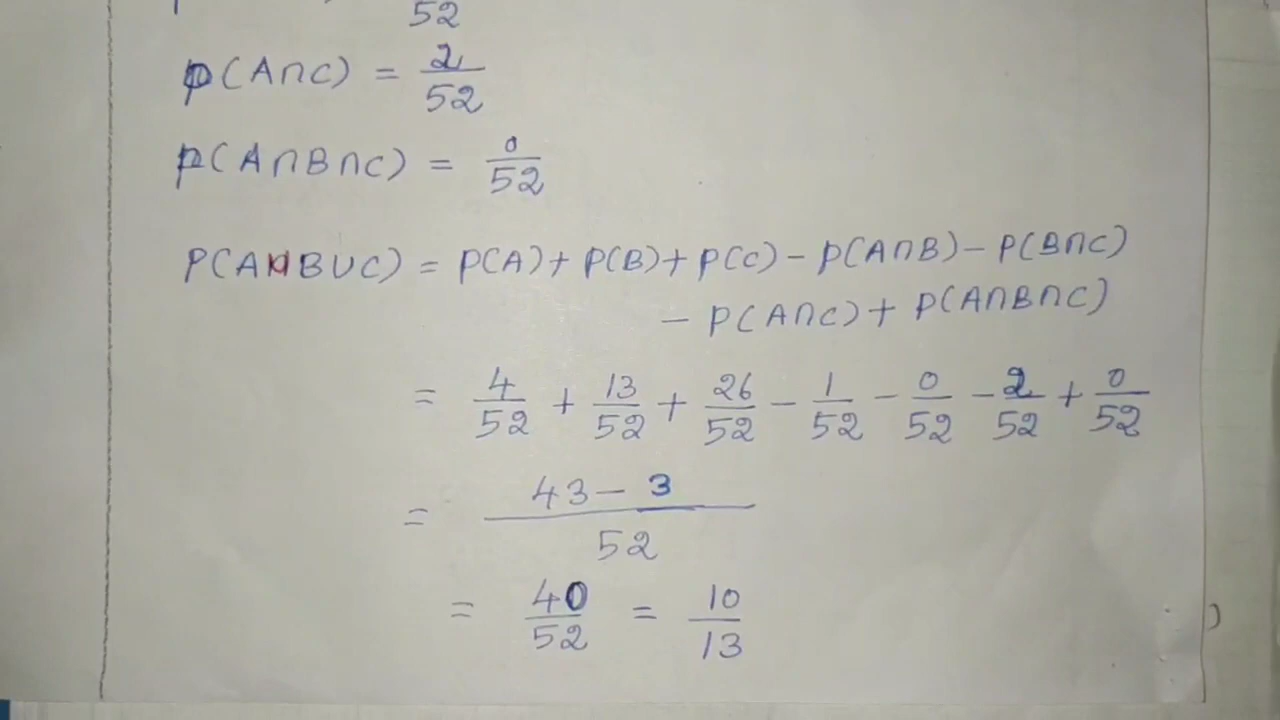 52
P(A∩C) = 2/52
P(A∩B∩C) = 0/52
P(AUBUC) = P(A) + P(B) + P(C) - P(A∩B) - P(B∩C)
- P(A∩C) + P(A∩B∩C)
= 4/52 + 13/52 + 26/52 - 1/52 - 0/52 - 2/52 + 0/52
= 43 - 3/52
= 40/52 = 10/13